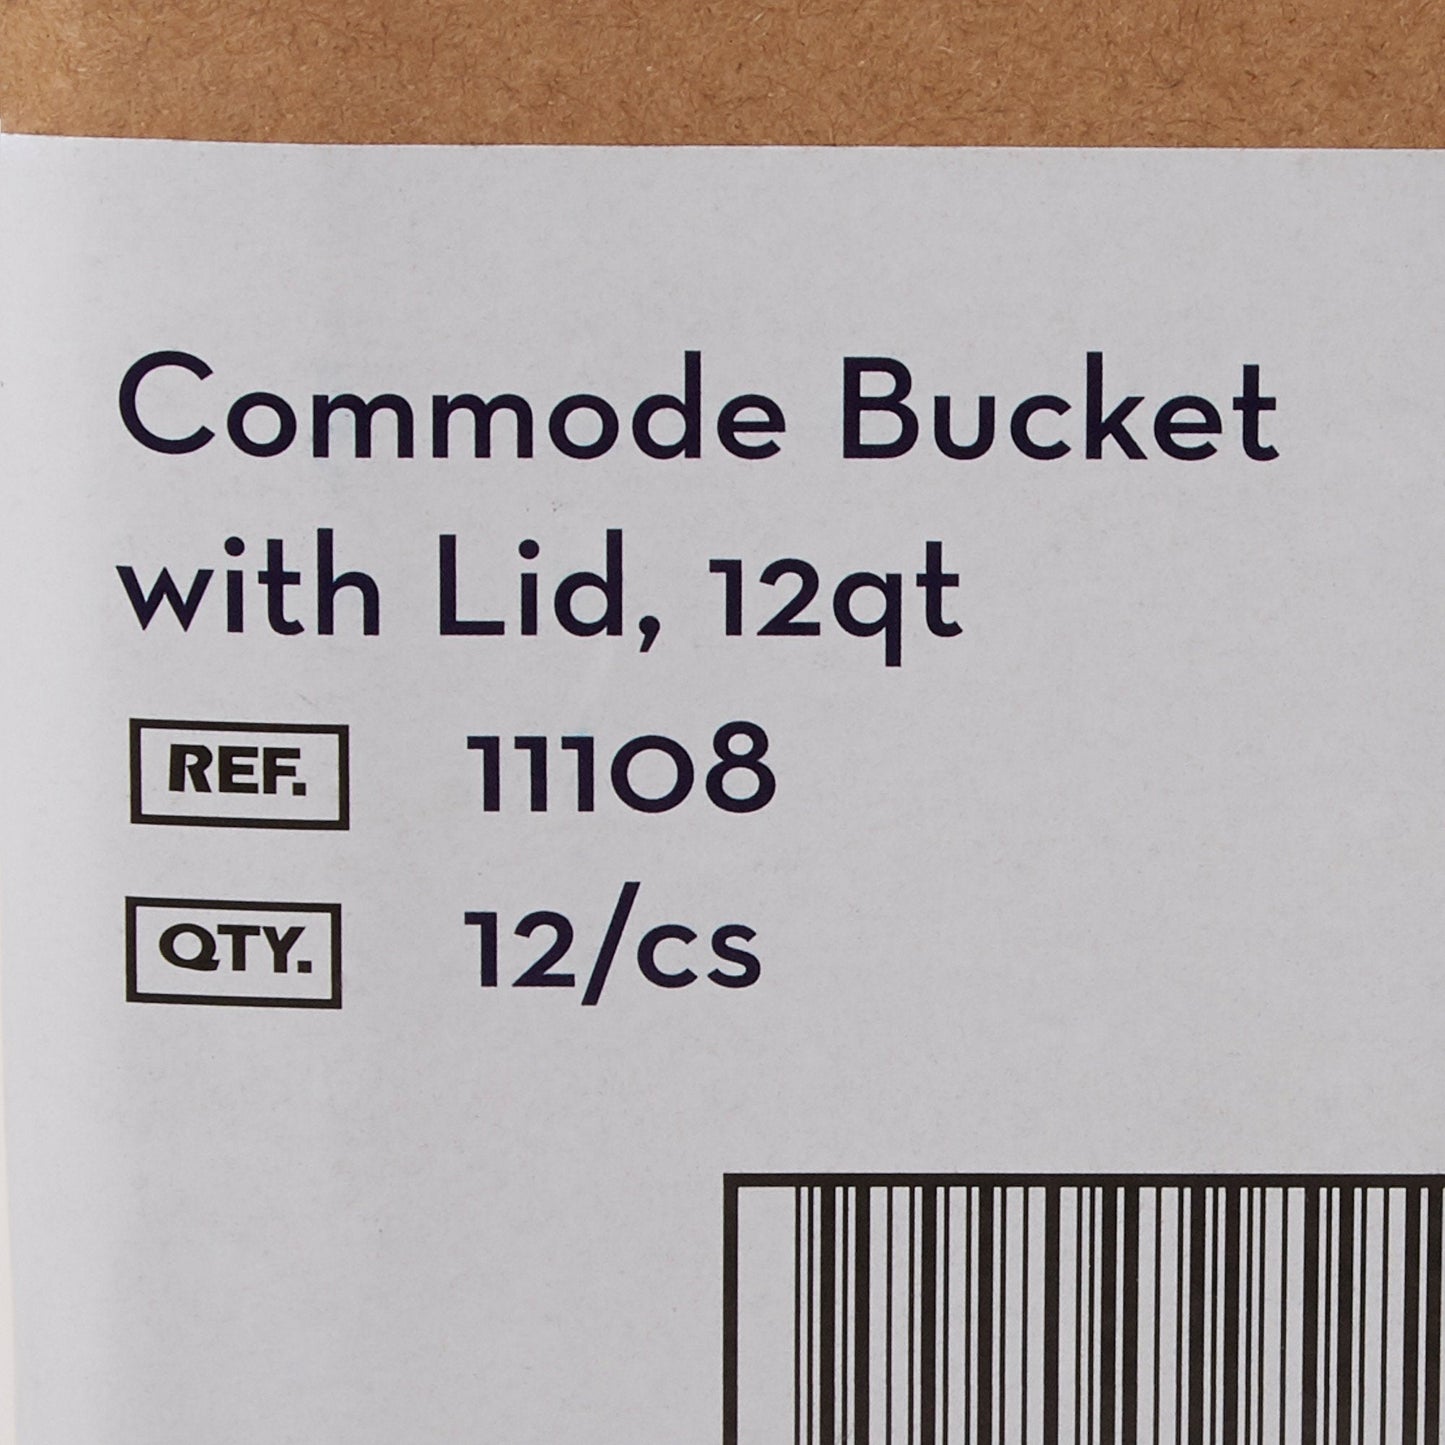 Commode Bucket
with Lid, 12qt
REF. 11108
QTY. 12/cs